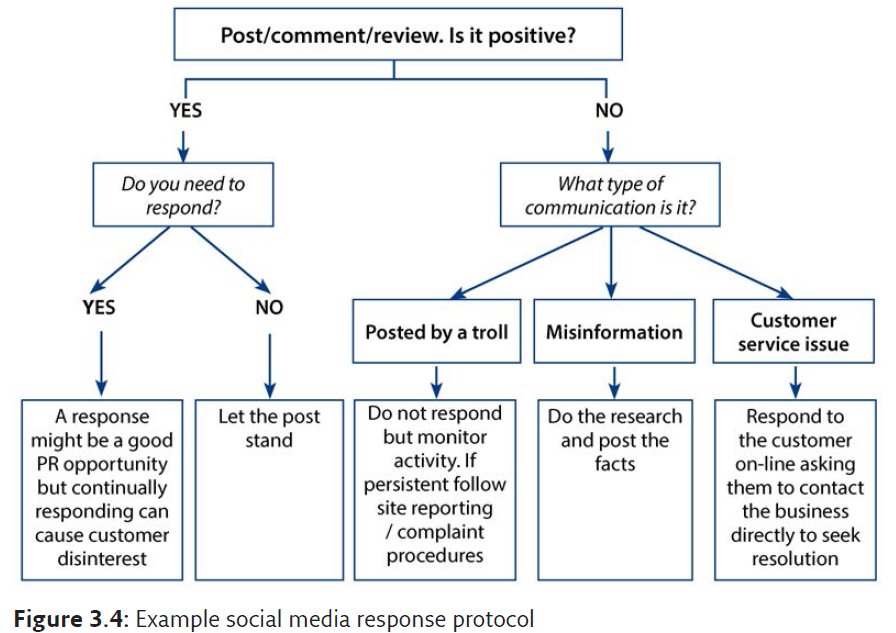 Post/comment/review. Is it positive?
YES
NO
Do you need to
respond?
What type of
communication is it?
YES
NO
Posted by a troll
Misinformation
Customer
service issue
A response
might be a good
PR opportunity
but continually
responding can
cause customer
disinterest
Let the post
stand
Do not respond
but monitor
activity. If
persistent follow
site reporting
/ complaint
procedures
Do the research
and post the
facts
Respond to
the customer
on-line asking
them to contact
the business
directly to seek
resolution
Figure 3.4: Example social media response protocol